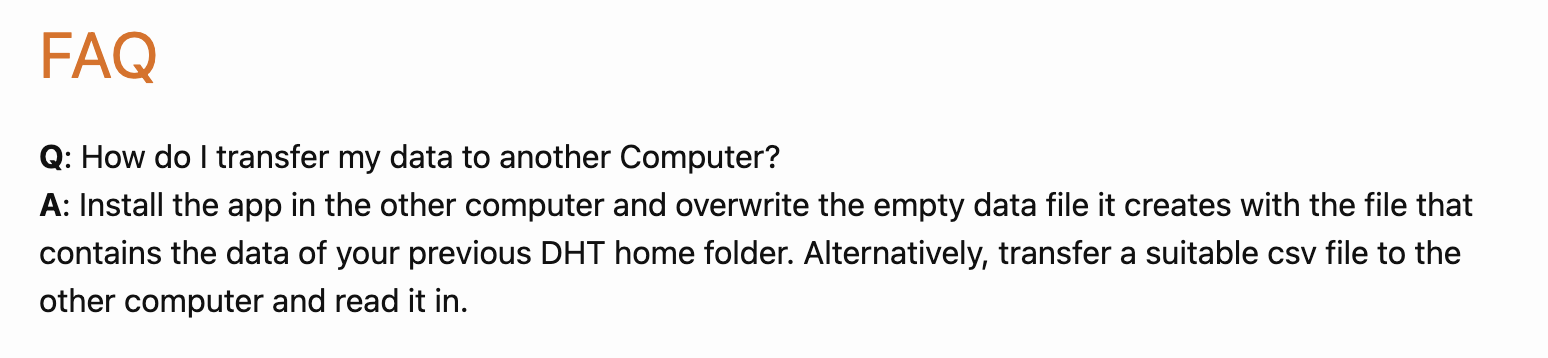 FAQ
Q: How do I transfer my data to another Computer?
A: Install the app in the other computer and overwrite the empty data file it creates with the file that
contains the data of your previous DHT home folder. Alternatively, transfer a suitable csv file to the
other computer and read it in.